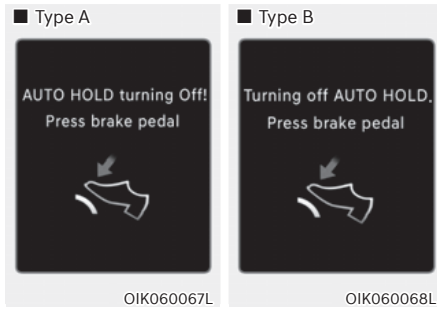 ■ Type A
AUTO HOLD turning Off!
Press brake pedal
OIK060067L
■ Type B
Turning off AUTO HOLD.
Press brake pedal
OIK060068L